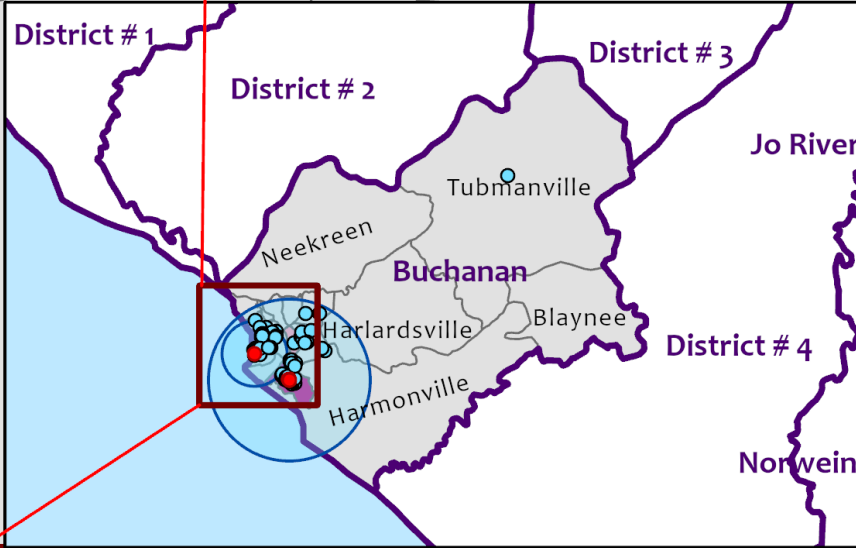 District # 1
District # 3
District # 2
Jo River
Tubmanville
Neekreen
Buchanan
Harlardsville
Blaynee
District # 4
Harmonville
Norwein